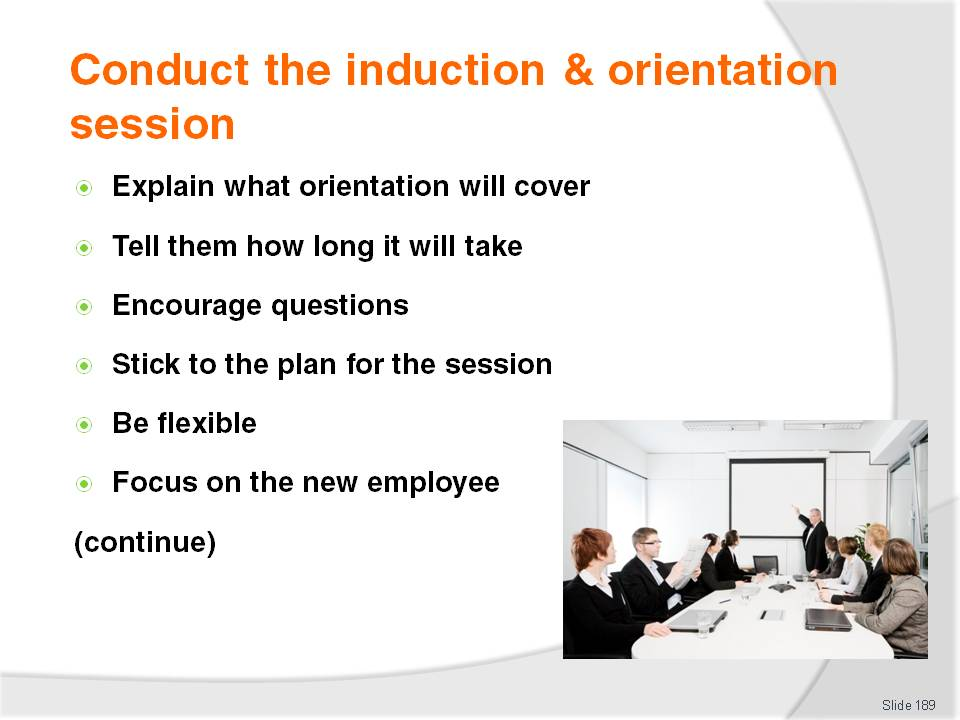 Conduct the induction & orientation
session
Explain what orientation will cover
Tell them how long it will take
Encourage questions
Stick to the plan for the session
Be flexible
Focus on the new employee
(continue)
Slide 189